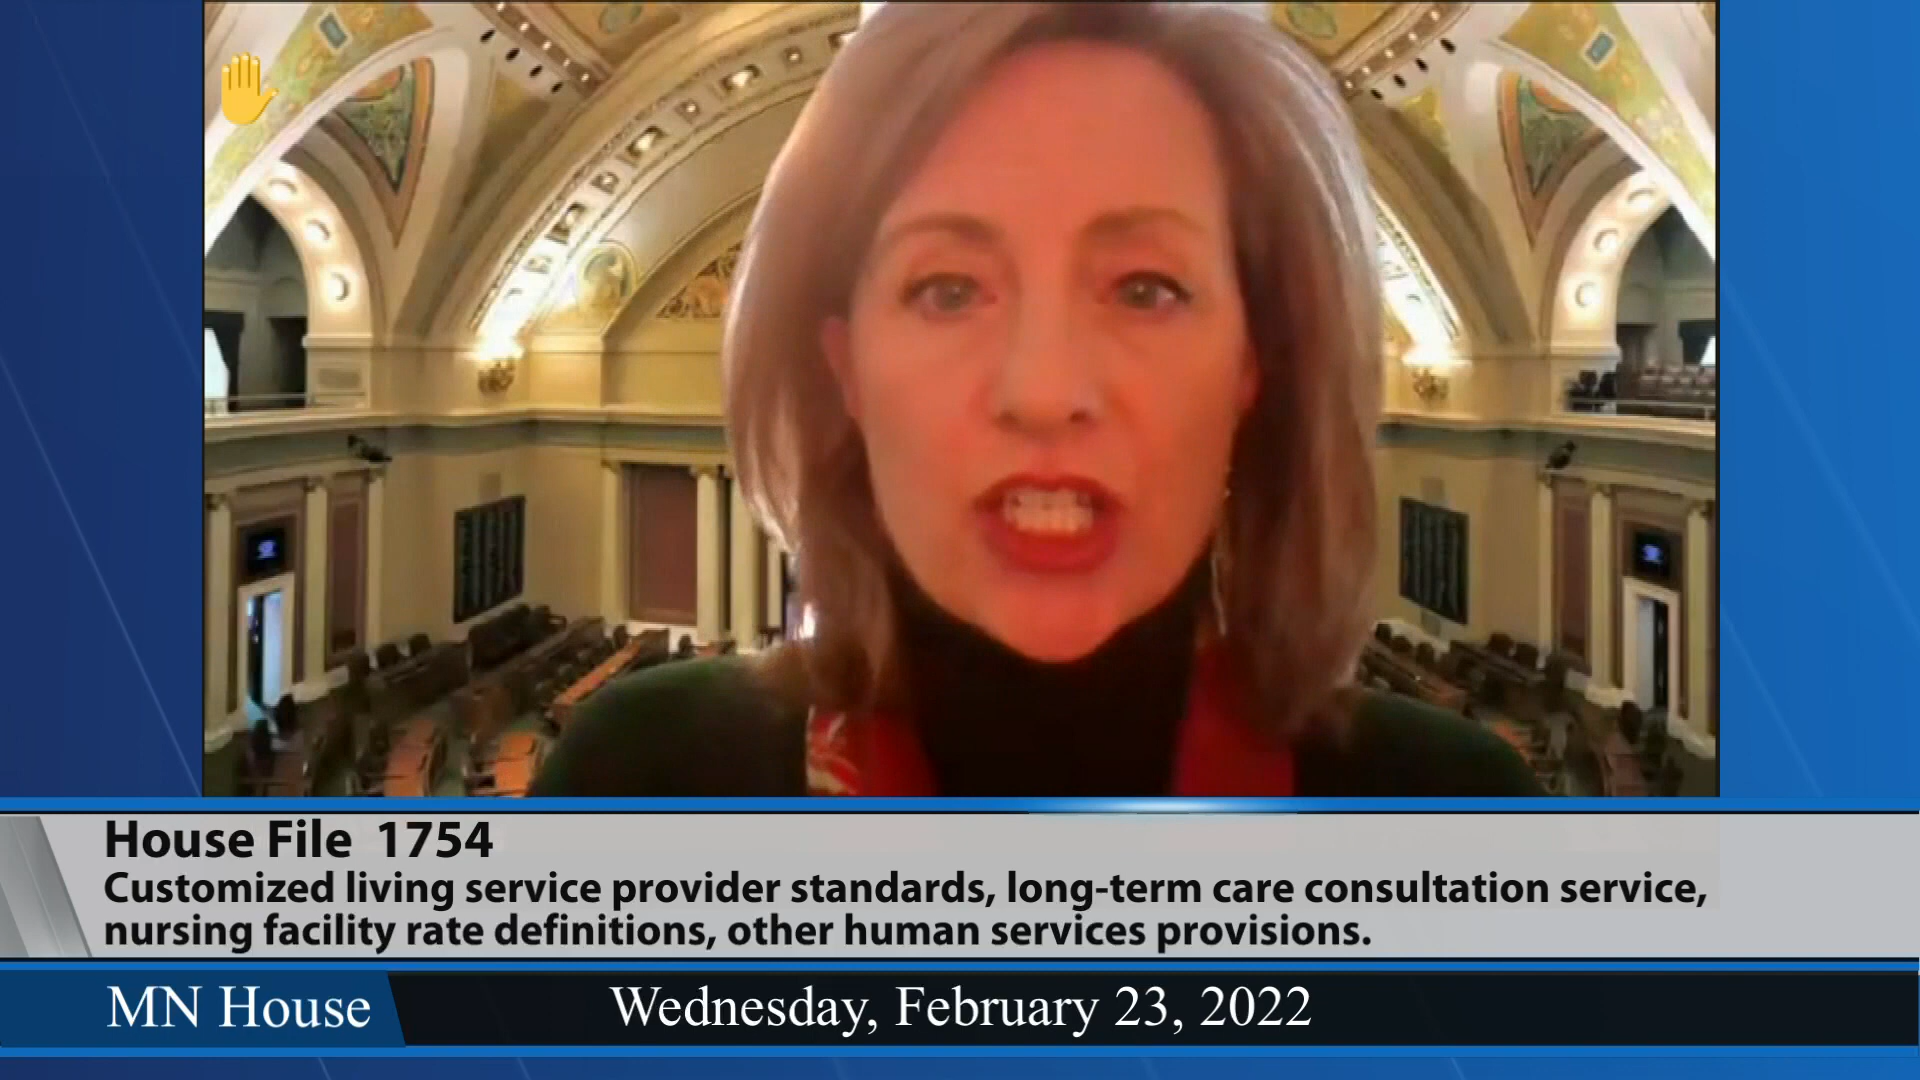 House File 1754
Customized living service provider standards, long-term care consultation service,
nursing facility rate definitions, other human services provisions.
MN House
Wednesday, February 23, 2022